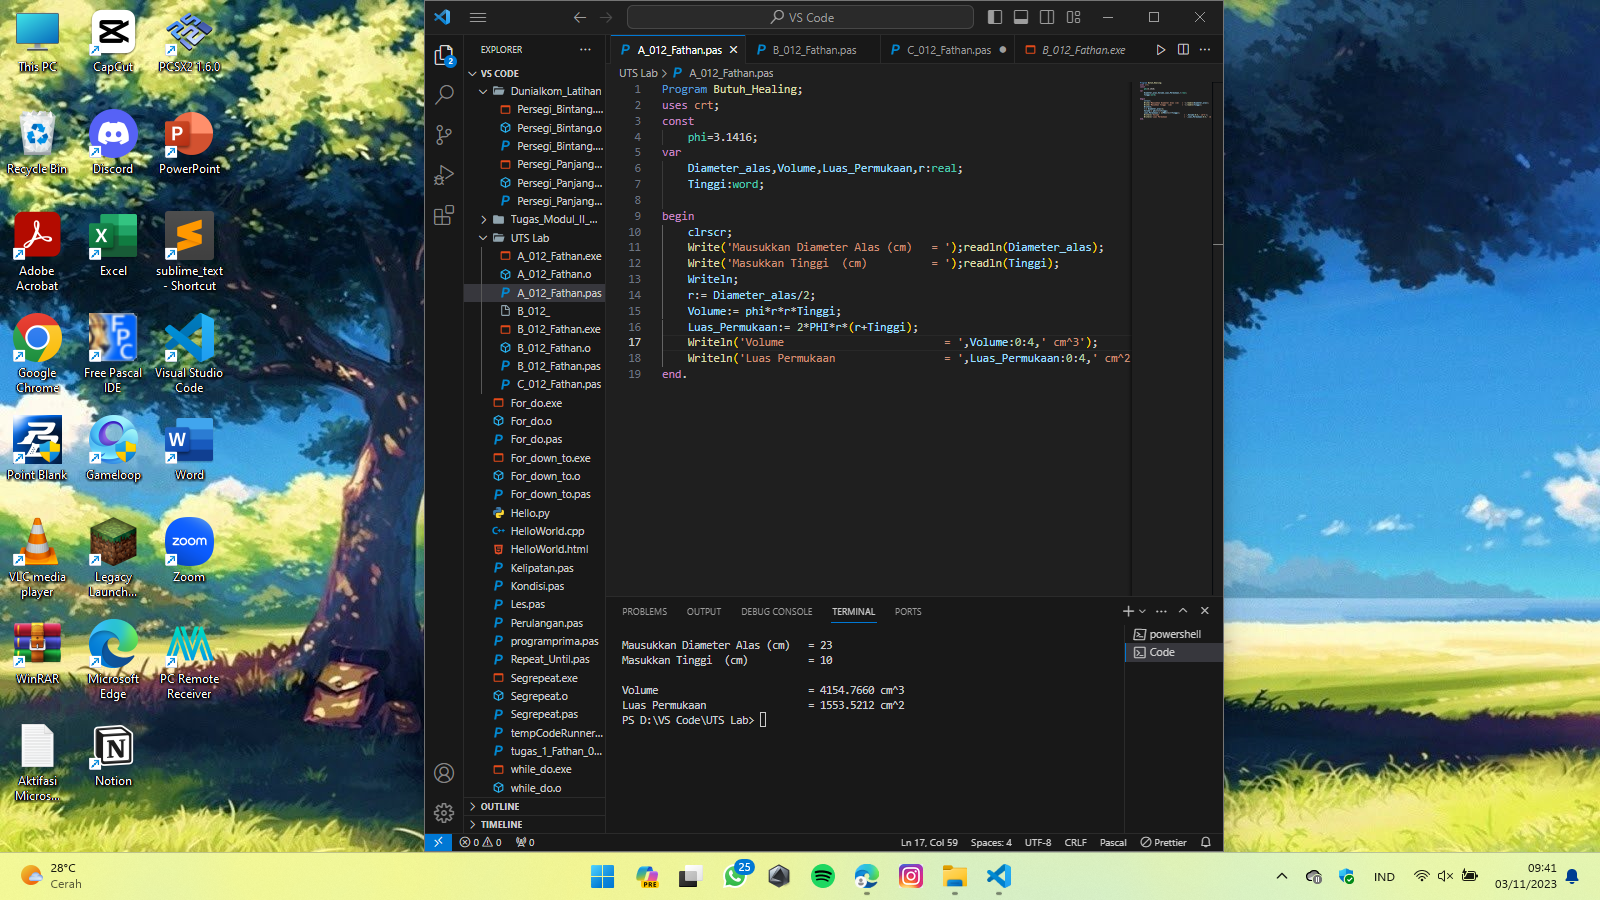 This PC
CapCut
PCSX2 1.6.0
Recycle Bin
Discord
PowerPoint
Adobe
Acrobat
Excel
sublime_text
- Shortcut
Google
Chrome
Free Pascal
IDE
Visual Studio
Code
Point Blank
Gameloop
Word
VLC media
player
Legacy
Launch...
Zoom
zoom
WinRAR
Microsoft
Edge
PC Remote
Receiver
Aktifasi
Micros...
Notion
VS Code
EXPLORER
2
VS CODE
Dunialkom_Latihan
Persegi_Bintang....
Persegi_Bintang.o
Persegi_Bintang....
Persegi_Panjang...
Persegi_Panjang...
Persegi_Panjang...
Tugas_Modul_II_...
UTS Lab
A_012_Fathan.exe
A_012_Fathan.o
A_012_Fathan.pas
B_012_
B_012_Fathan.exe
B_012_Fathan.o
B_012_Fathan.pas
C_012_Fathan.pas
For_do.exe
For_do.o
For_do.pas
For_down_to.exe
For_down_to.o
For_down_to.pas
Hello.py
HelloWorld.cpp
HelloWorld.html
Kelipatan.pas
Kondisi.pas
Les.pas
Perulangan.pas
programprima.pas
Repeat_Until.pas
Segrepeat.exe
Segrepeat.o
Segrepeat.pas
tempCodeRunner...
tugas_1_Fathan_0...
while_do.exe
while_do.o
OUTLINE
TIMELINE
A_012_Fathan.pas
B_012_Fathan.pas
C_012_Fathan.pas
B_012_Fathan.exe
UTS Lab > A_012_Fathan.pas
1 Program Butuh_Healing;
2 uses crt;
3 const
4 phi=3.1416;
5 var
6 Diameter_alas,Volume,Luas_Permukaan,r:real;
7 Tinggi:word;
8
9 begin
10 clrscr;
11 Write('Mausukkan Diameter Alas (cm)   = ');readln(Diameter_alas);
12 Write('Masukkan Tinggi  (cm)          = ');readln(Tinggi);
13 Writeln;
14 r:= Diameter_alas/2;
15 Volume:= phi*r*r*Tinggi;
16 Luas_Permukaan:= 2*PHI*r*(r+Tinggi);
17 Writeln('Volume                         = ',Volume:0:4,' cm^3');
18 Writeln('Luas Permukaan                 = ',Luas_Permukaan:0:4,' cm^2
19 end.
PROBLEMS
OUTPUT
DEBUG CONSOLE
TERMINAL
PORTS
powershell
Code
Mausukkan Diameter Alas (cm)   = 23
Masukkan Tinggi  (cm)          = 10
Volume                         = 4154.7660 cm^3
Luas Permukaan                 = 1553.5212 cm^2
PS D:\VS Code\UTS Lab>
0 0 0
Ln 17, Col 59
Spaces: 4
UTF-8
CRLF
Pascal
Prettier
28°C
Cerah
PRE
25
IND
09:41
03/11/2023